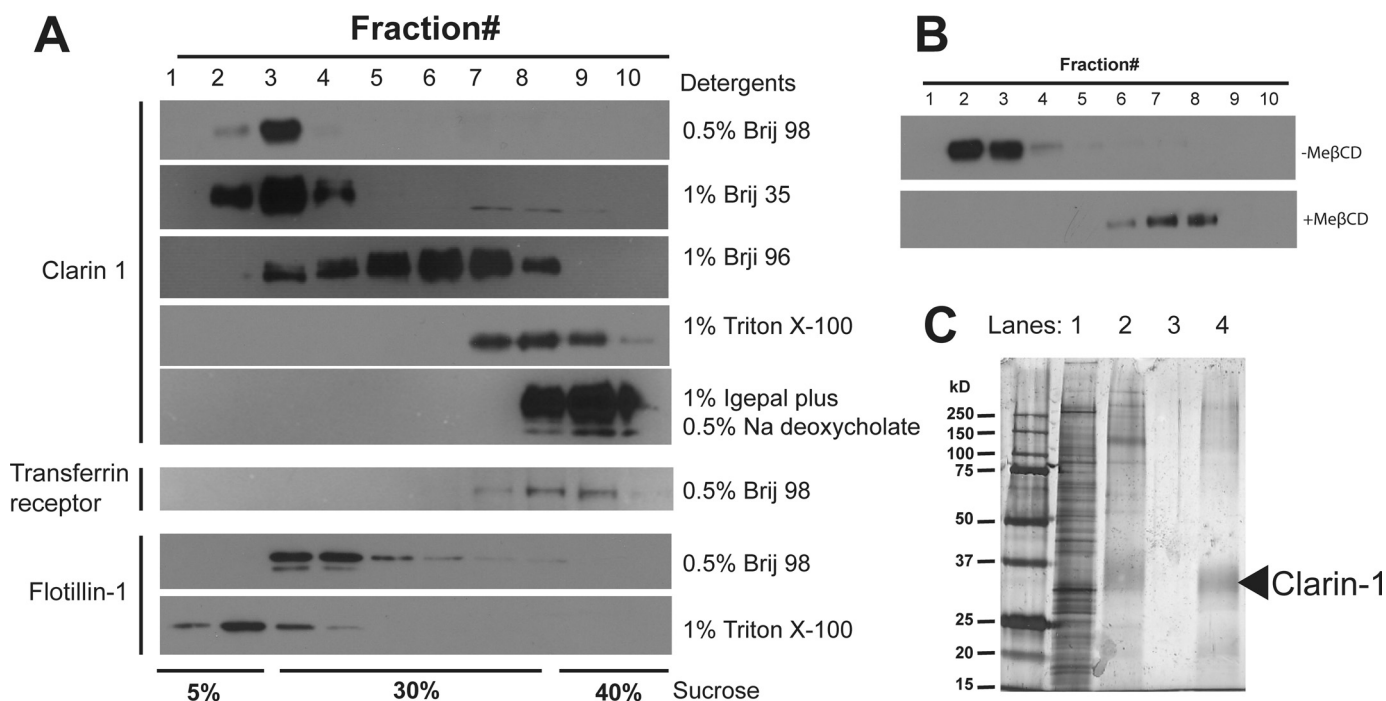 A
Fraction#
1 2 3 4 5 6 7 8 9 10
Detergents
Clarin 1
0.5% Brij 98
1% Brij 35
1% Brji 96
1% Triton X-100
1% Igepal plus
0.5% Na deoxycholate
Transferrin
receptor
0.5% Brij 98
Flotillin-1
0.5% Brij 98
1% Triton X-100
5% 30% 40% Sucrose
B
Fraction#
1 2 3 4 5 6 7 8 9 10
-MeβCD
+MeβCD
C
Lanes: 1 2 3 4
kD
250
150
100
75
50
37
25
20
15
Clarin-1